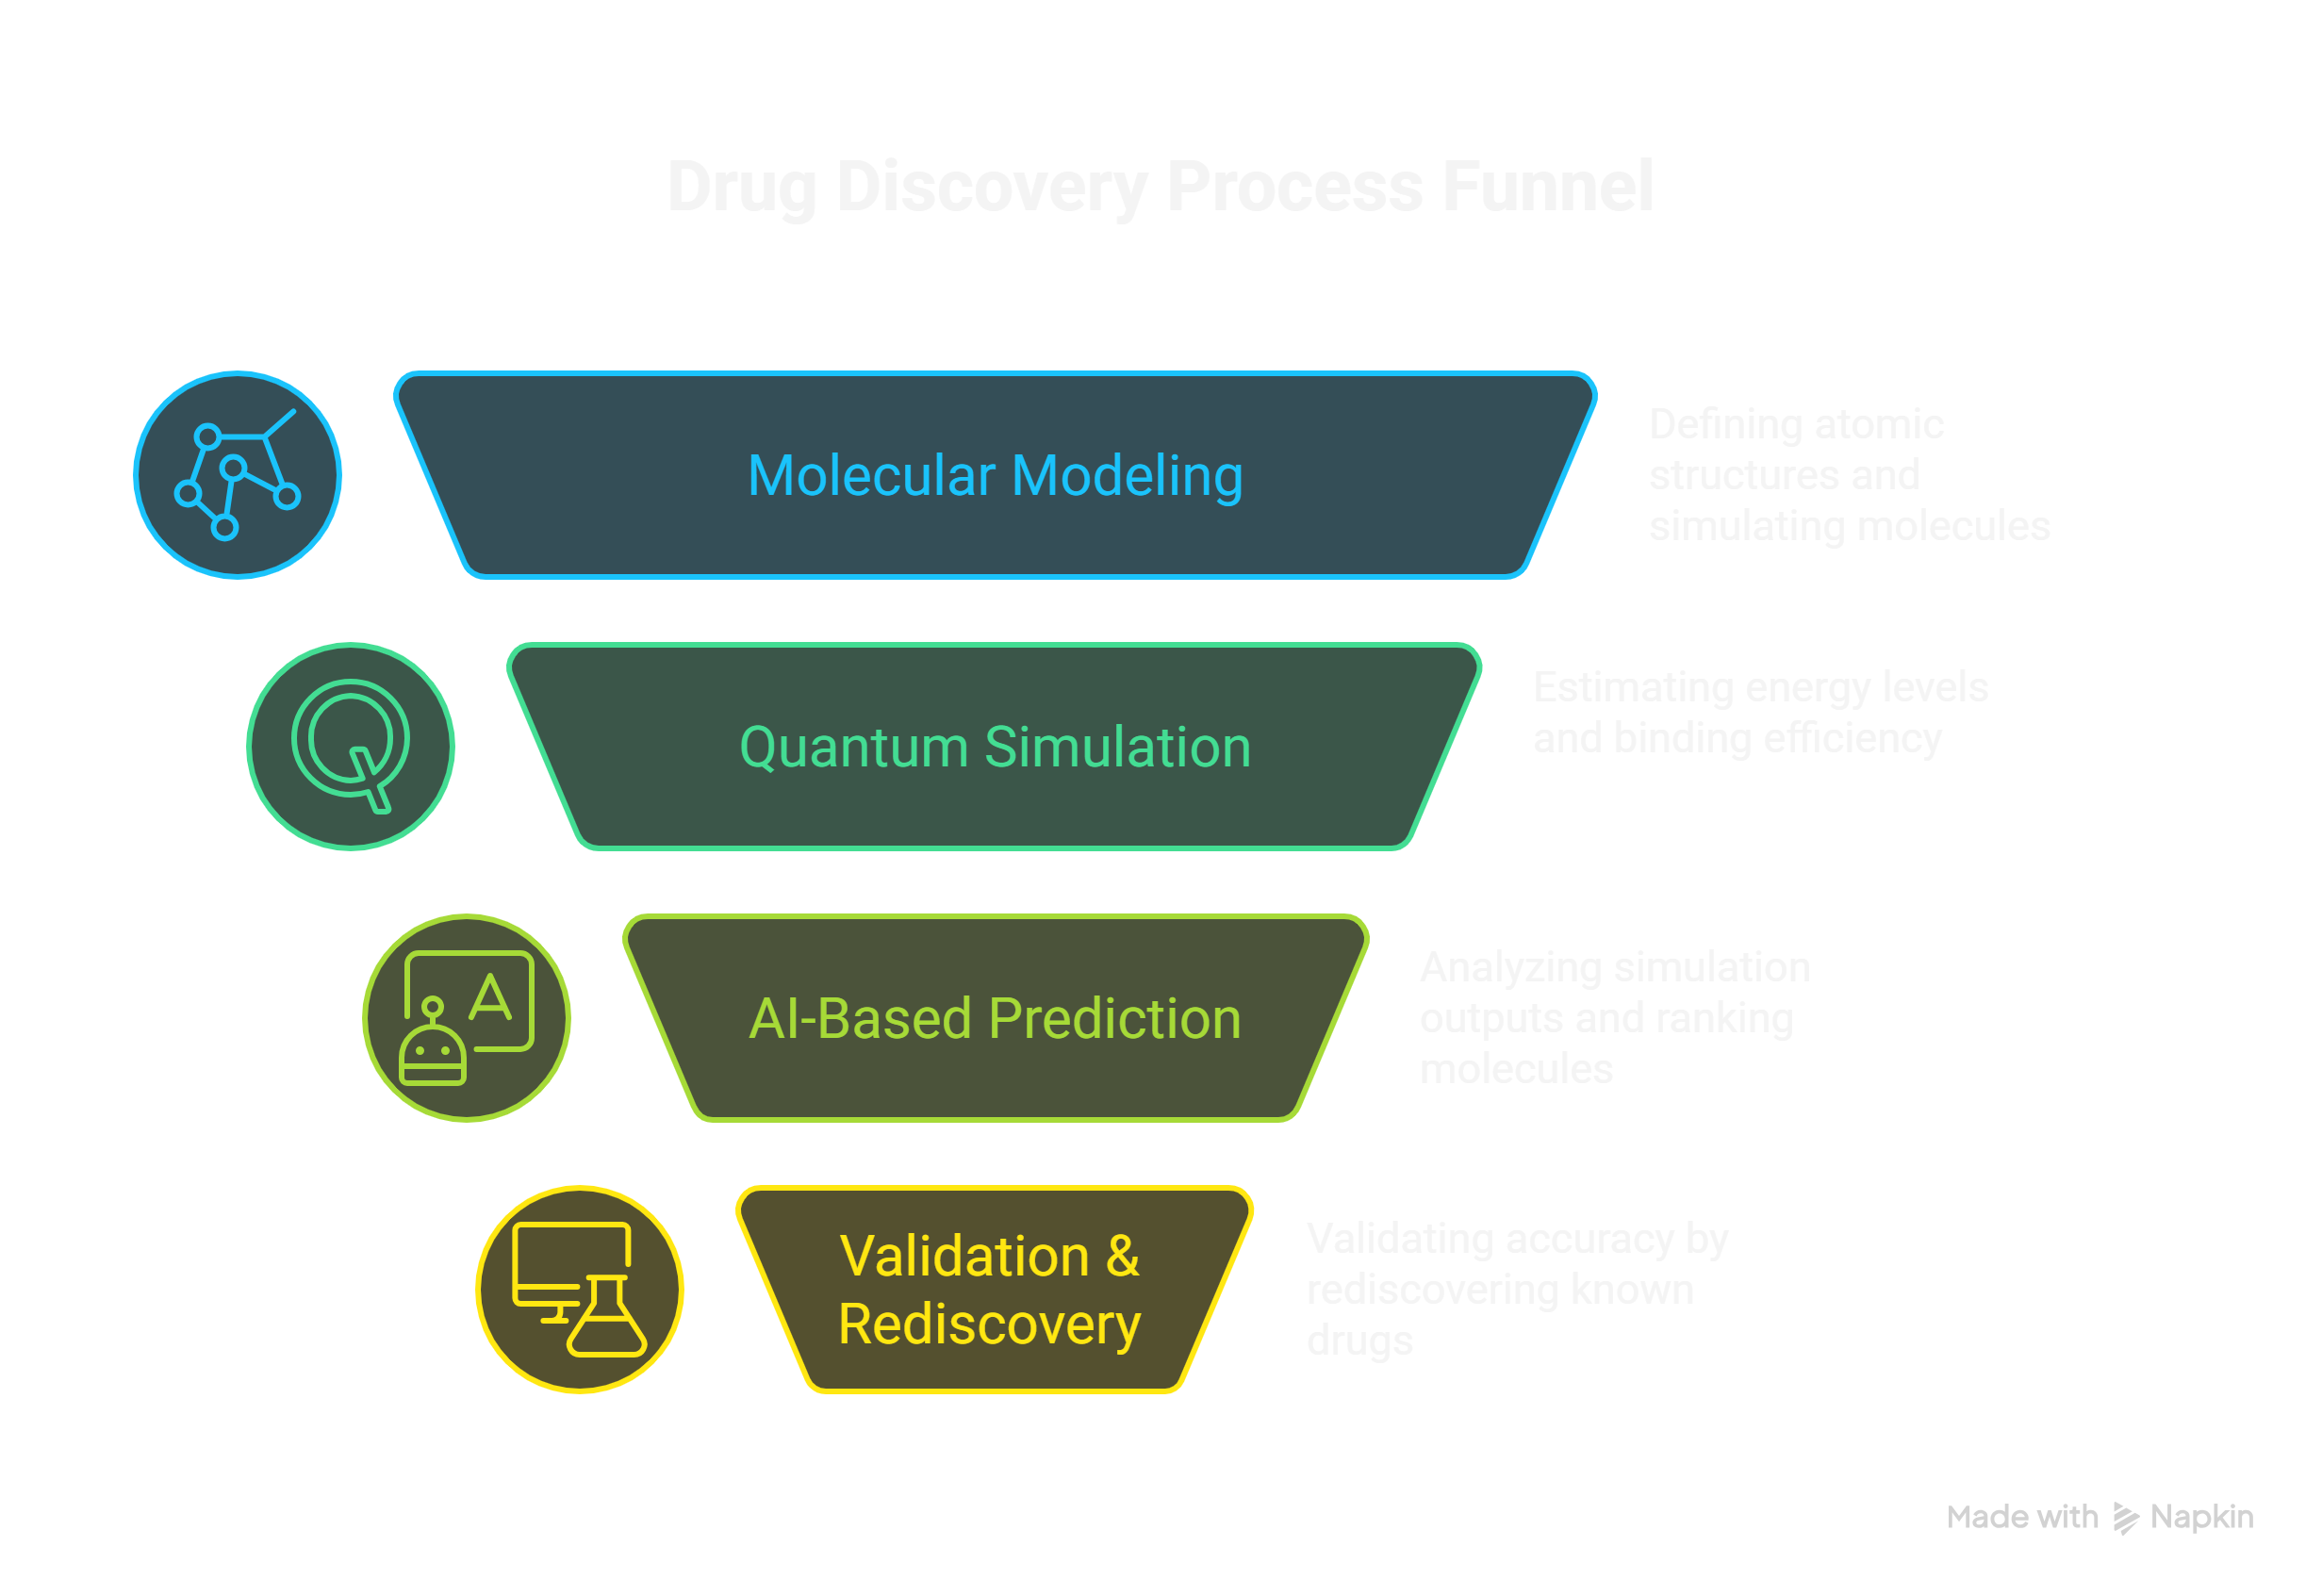 Drug Discovery Process Funnel
Molecular Modeling
Defining atomic
structures and
simulating molecules
Quantum Simulation
Estimating energy levels
and binding efficiency
A
AI-Based Prediction
Analyzing simulation
outputs and ranking
molecules
Validation &
Rediscovery
Validating accuracy by
rediscovering known
drugs
Made with Napkin